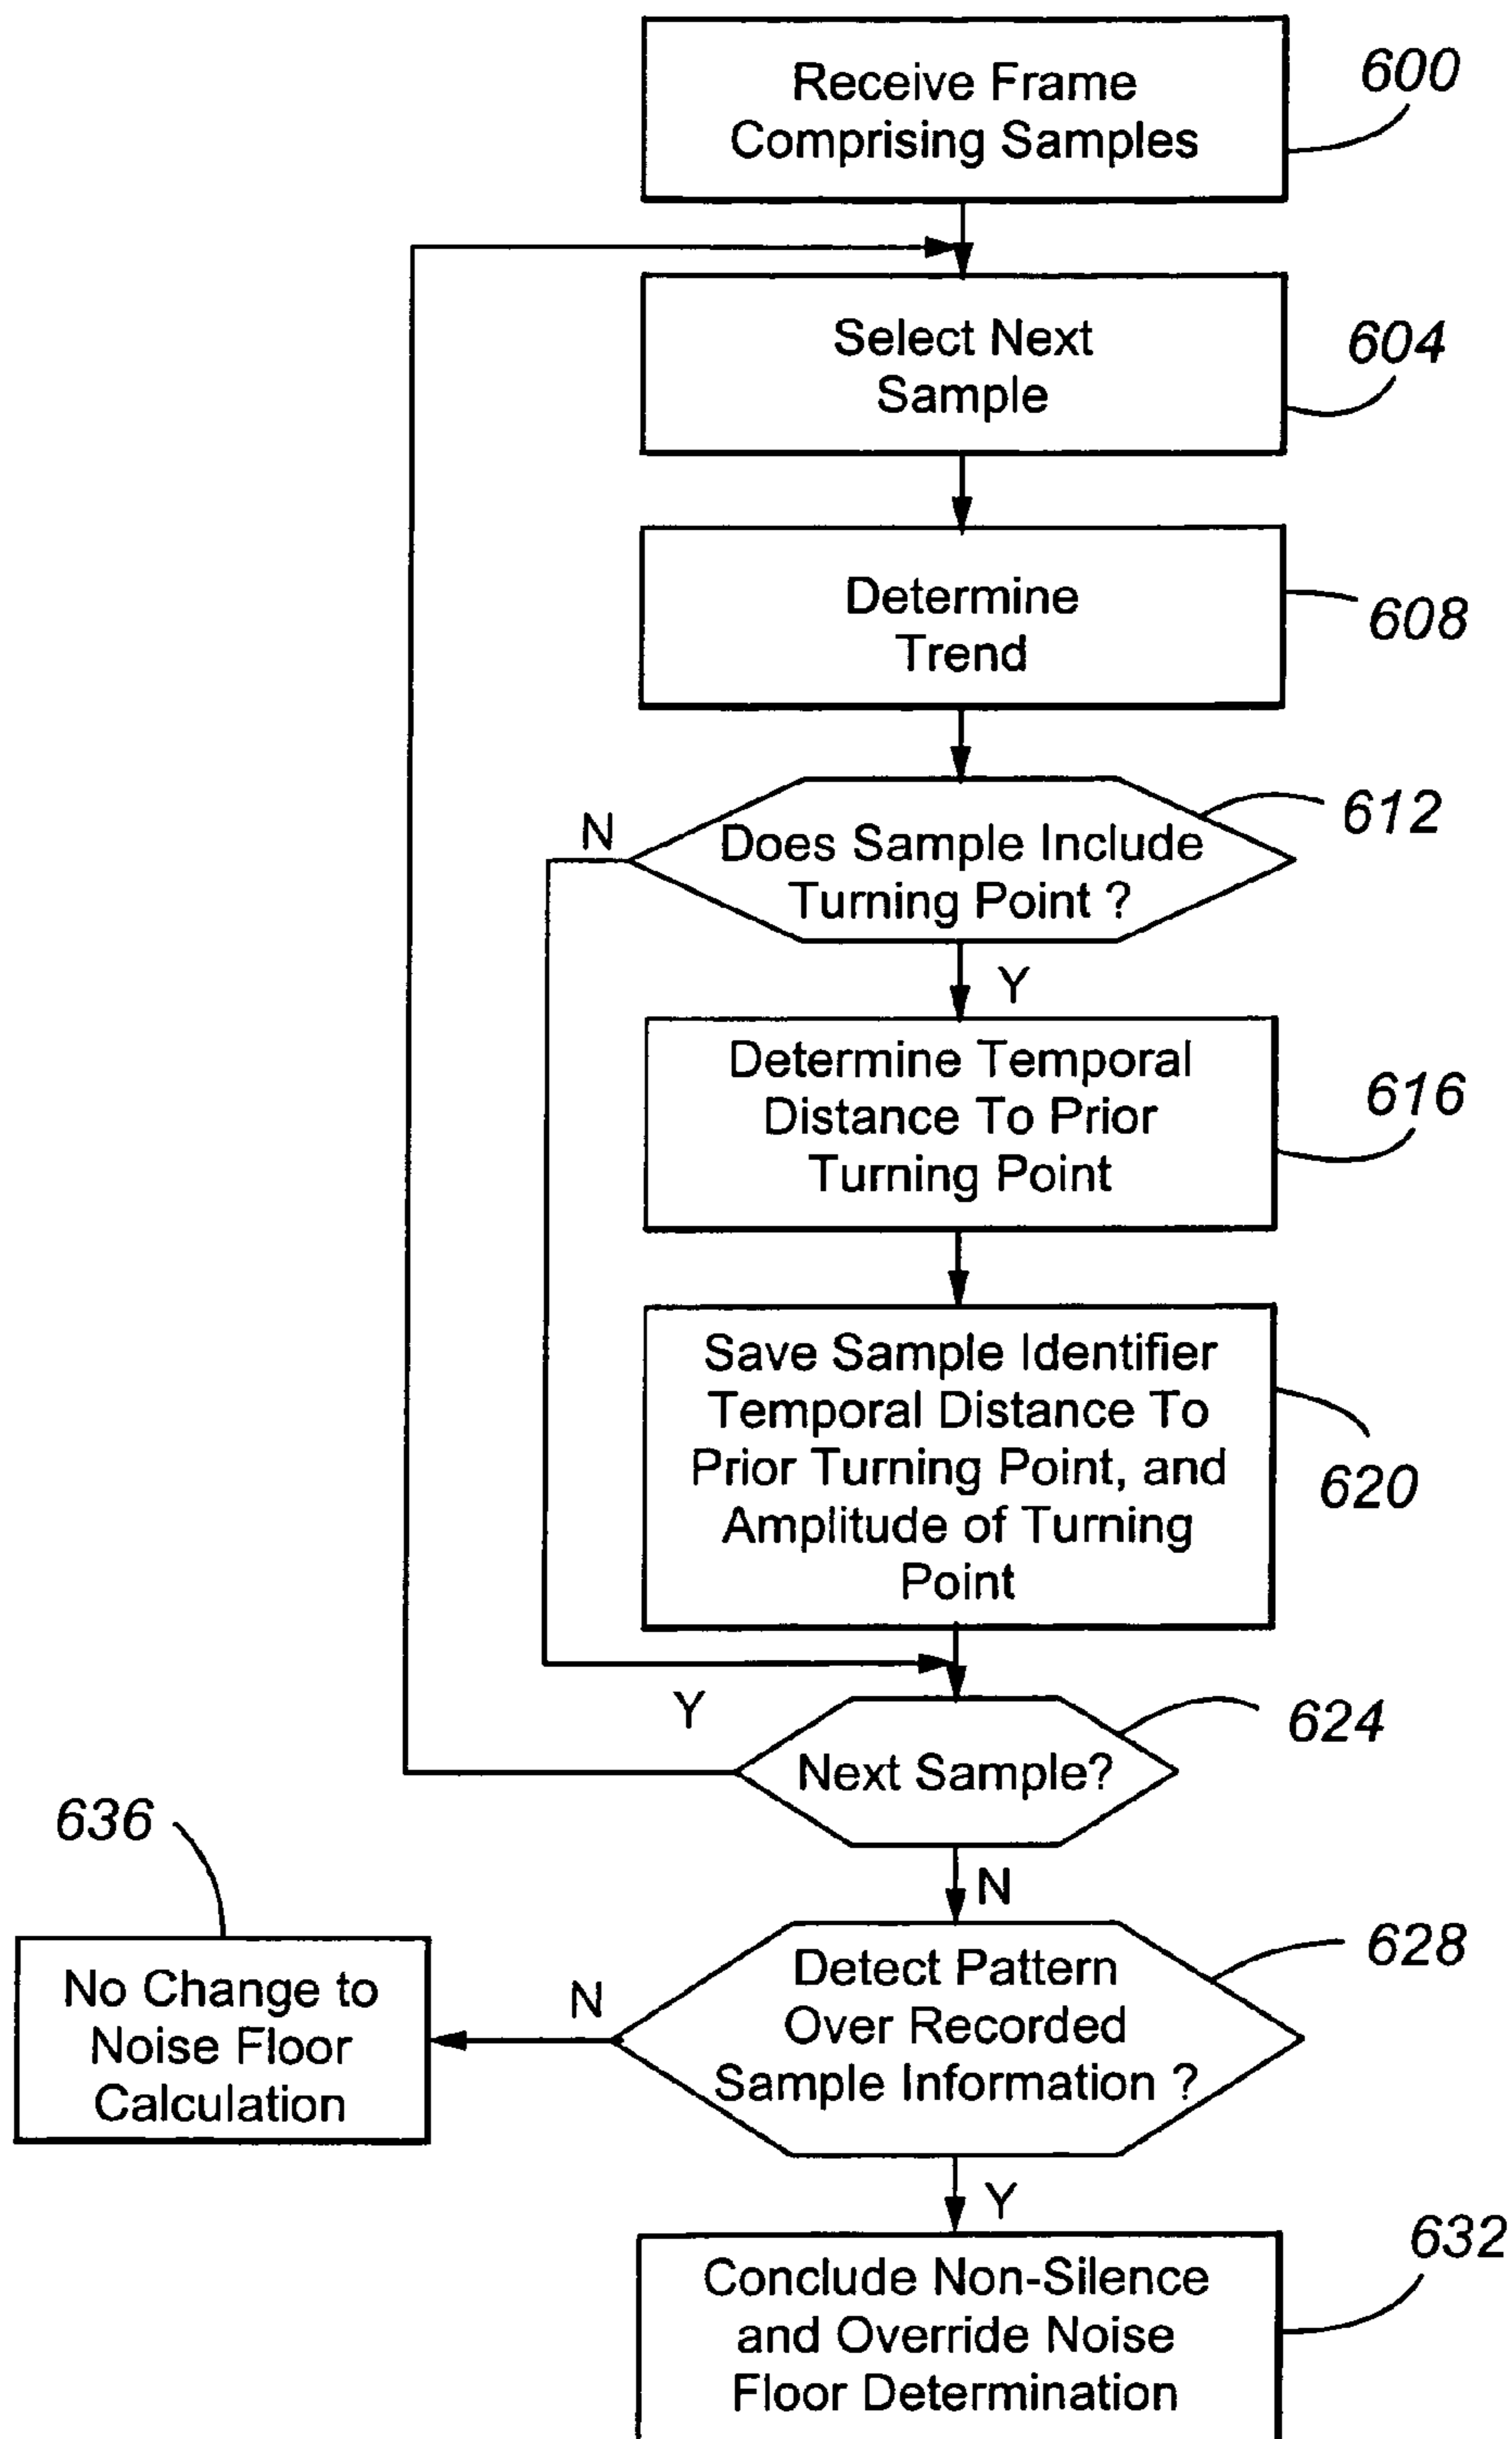 Receive Frame
Comprising Samples
600
Select Next
Sample
604
Determine
Trend
608
N
Does Sample Include
Turning Point ?
612
Y
Determine Temporal
Distance To Prior
Turning Point
616
Save Sample Identifier
Temporal Distance To
Prior Turning Point, and
Amplitude of Turning
Point
620
Y
Next Sample?
624
N
636
No Change to
Noise Floor
Calculation
N
Detect Pattern
Over Recorded
Sample Information ?
628
Y
Conclude Non-Silence
and Override Noise
Floor Determination
632